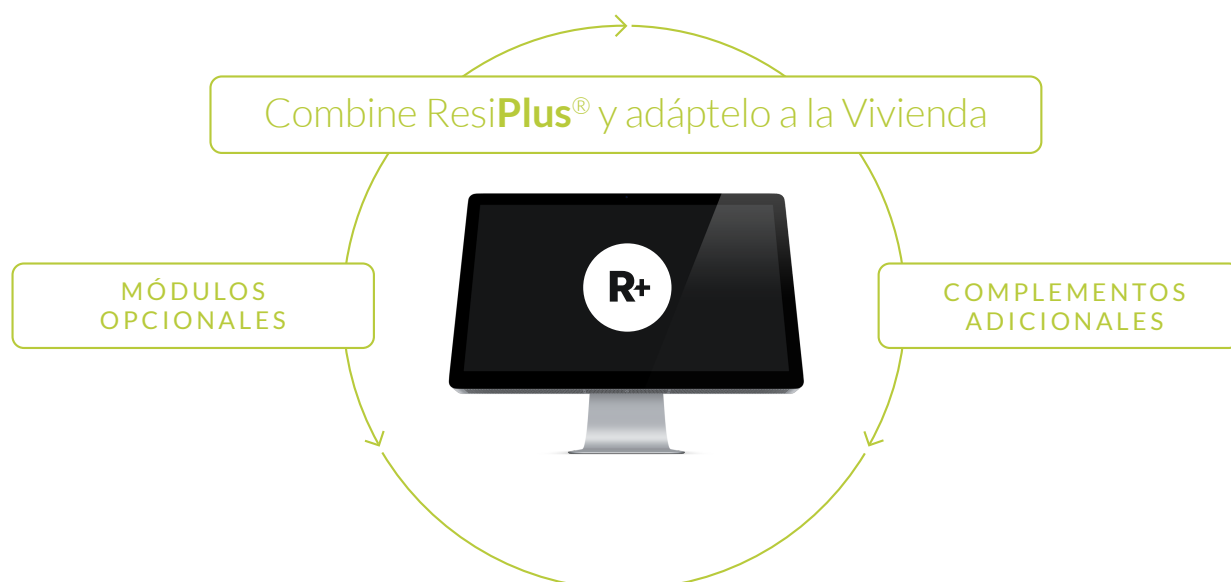 Combine ResiPlus® y adáptelo a la Vivienda
R+
MÓDULOS
OPCIONALES
COMPLEMENTOS
ADICIONALES